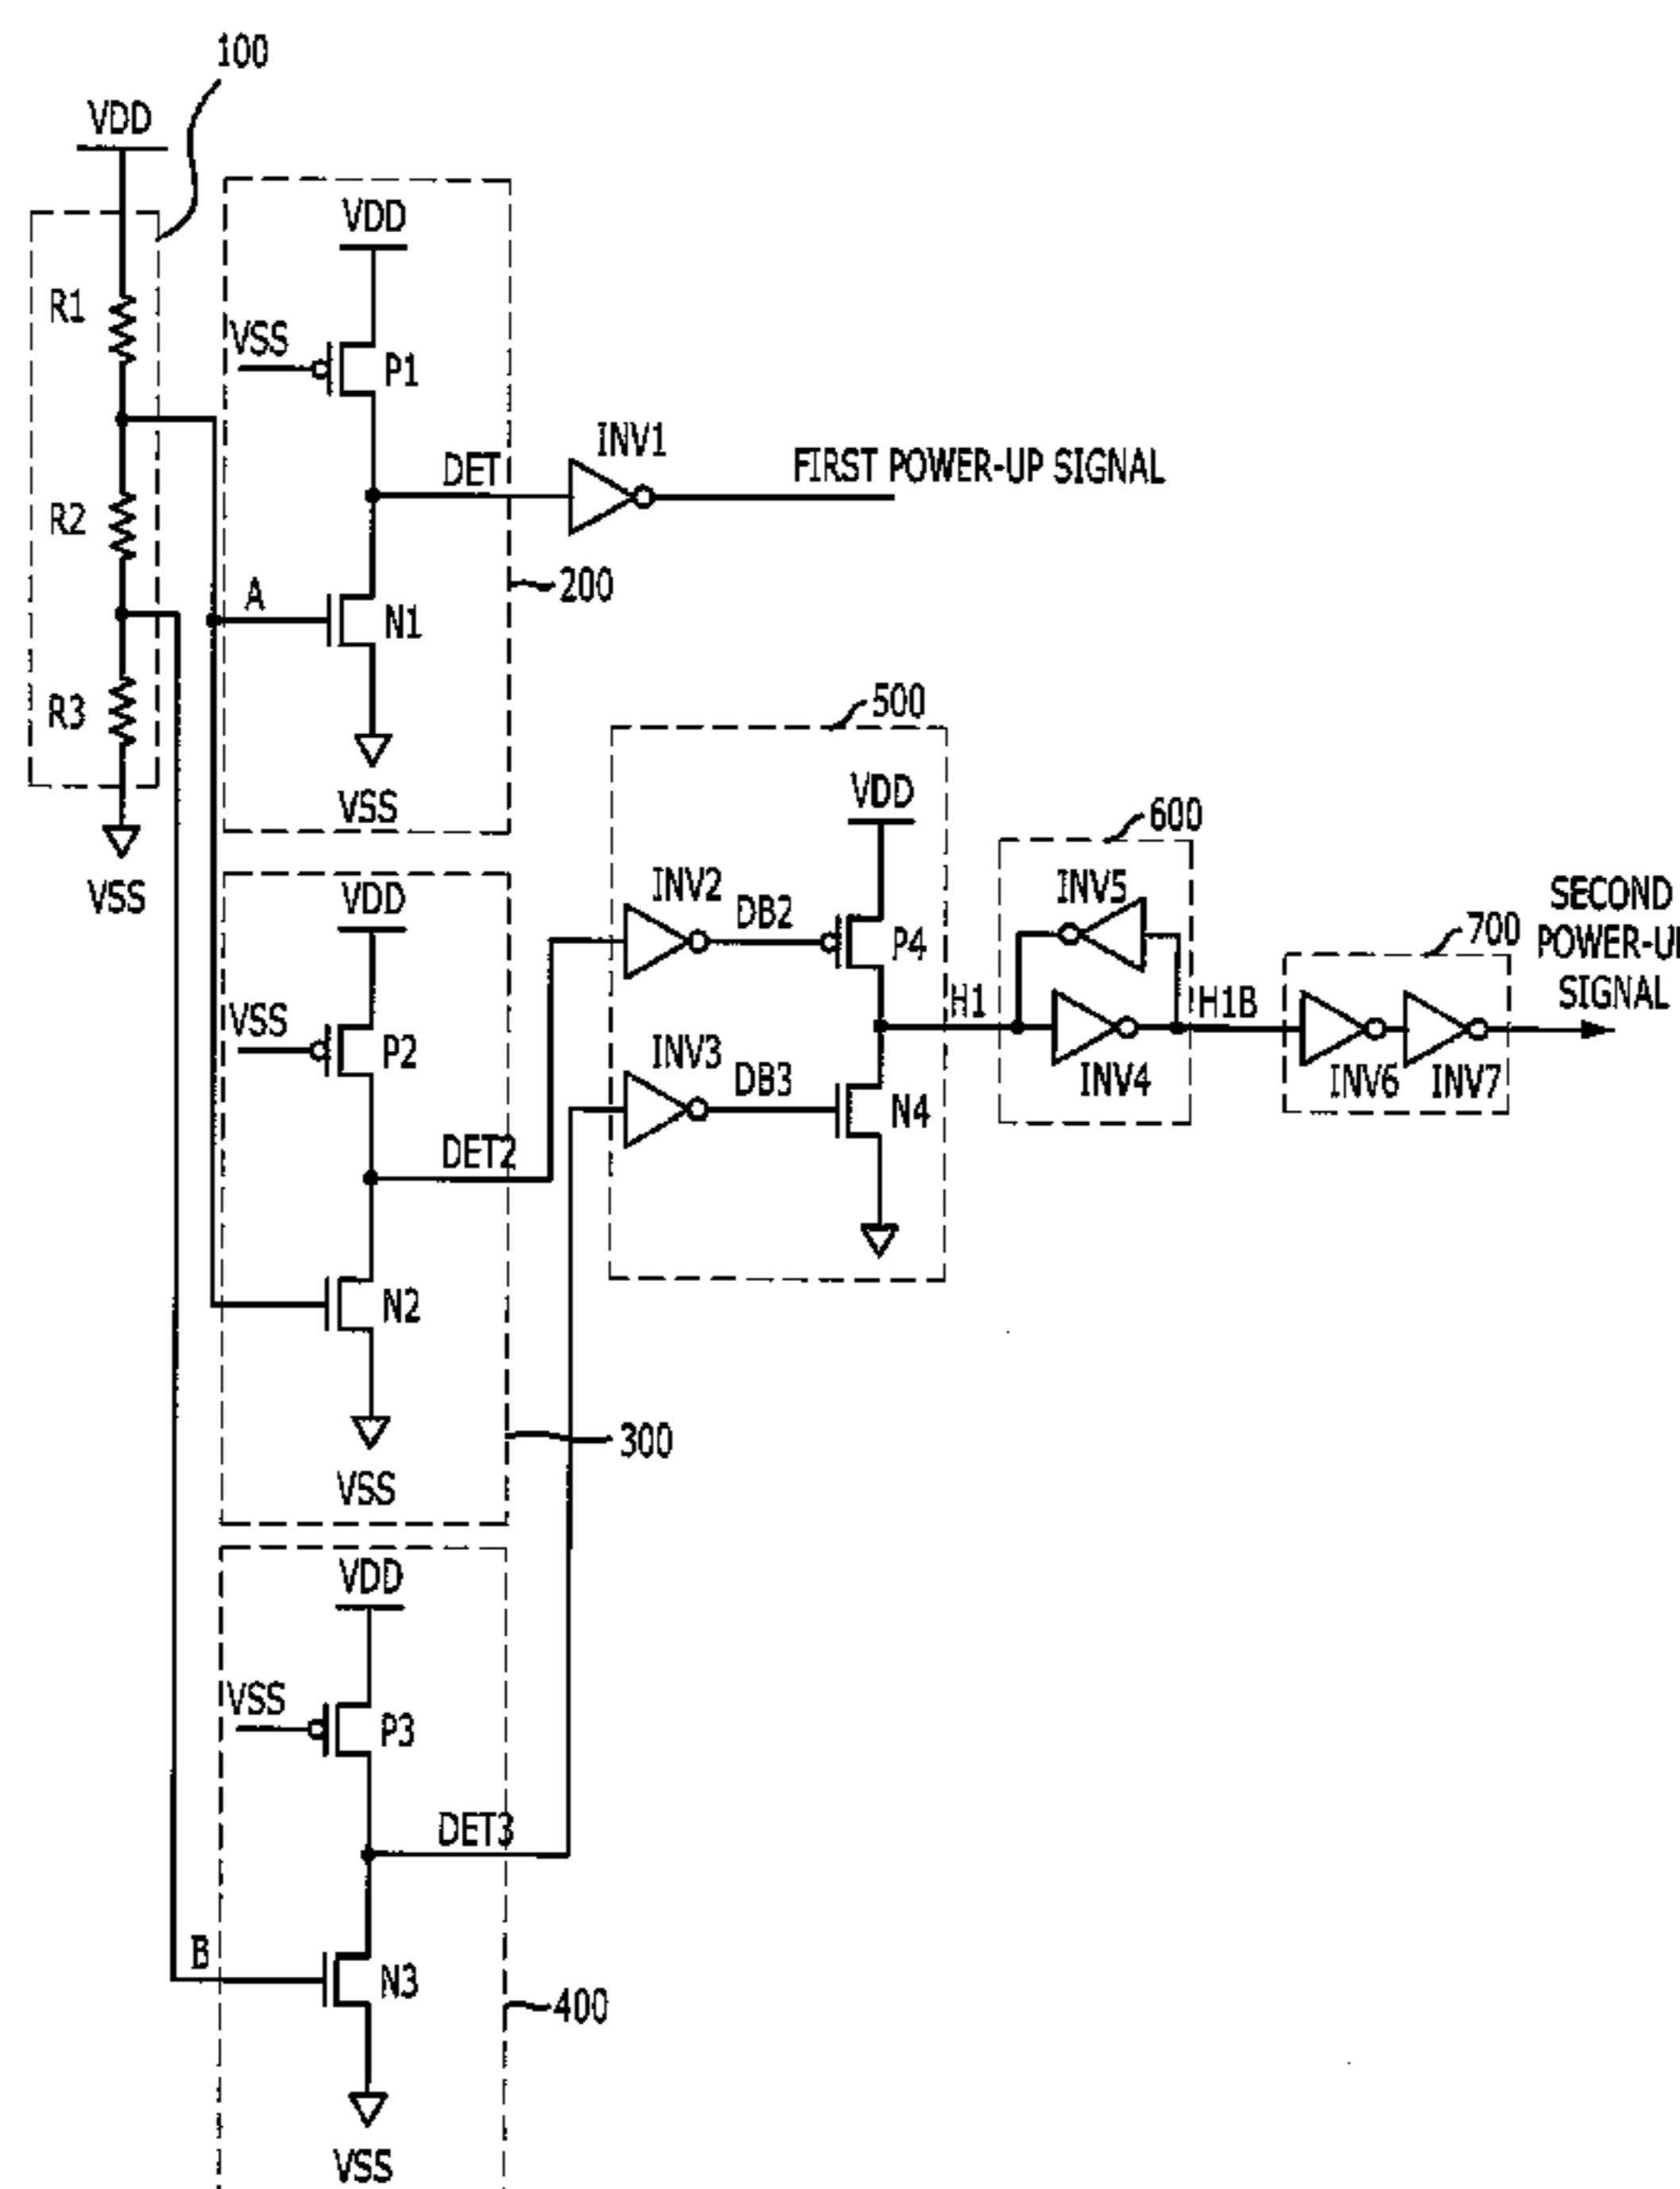 100
VDD
VDD
R1
VSS
P1
INV1
FIRST POWER-UP SIGNAL
DET
R2
200
A
N1
R3
500
VDD
VSS
600
VSS
VDD
INV2
DB2
P4
INV5
SECOND
700
POWER-U
SIGNAL
H1
H1B
VSS
P2
INV3
DB3
N4
INV4
INV6
INV7
DET2
N2
300
VSS
VDD
VSS
P3
DET3
B
N3
400
VSS